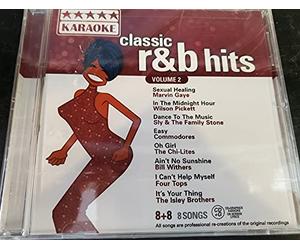 ★★★★★
KARAOKE
classic
r&b hits
VOLUME 2
Sexual Healing
Marvin Gaye
In The Midnight Hour
Wilson Pickett
Dance To The Music
Sly & The Family Stone
Easy
Commodores
Oh Girl
The Chi-Lites
Ain't No Sunshine
Bill Withers
I Can't Help Myself
Four Tops
It's Your Thing
The Isley Brothers
8+8 8 SONGS
All songs are professional re-creations of the original recordings